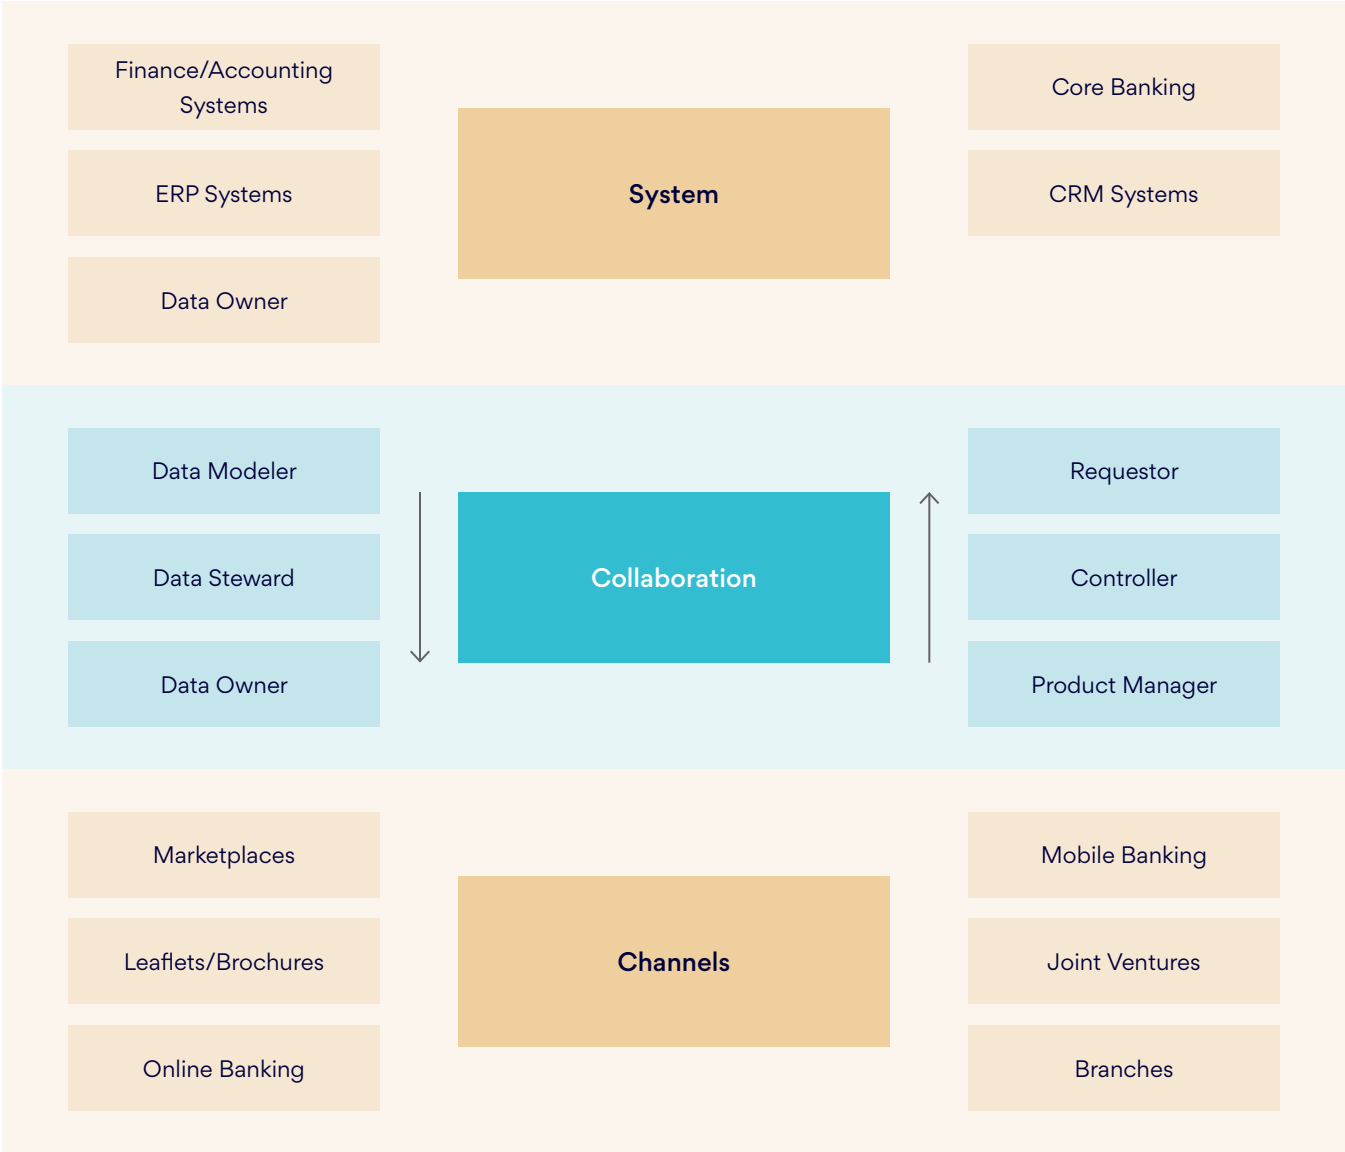 Finance/Accounting
Systems
ERP Systems
Data Owner
System
Core Banking
CRM Systems
Data Modeler
Data Steward
Data Owner
Collaboration
Requestor
Controller
Product Manager
Marketplaces
Leaflets/Brochures
Online Banking
Channels
Mobile Banking
Joint Ventures
Branches